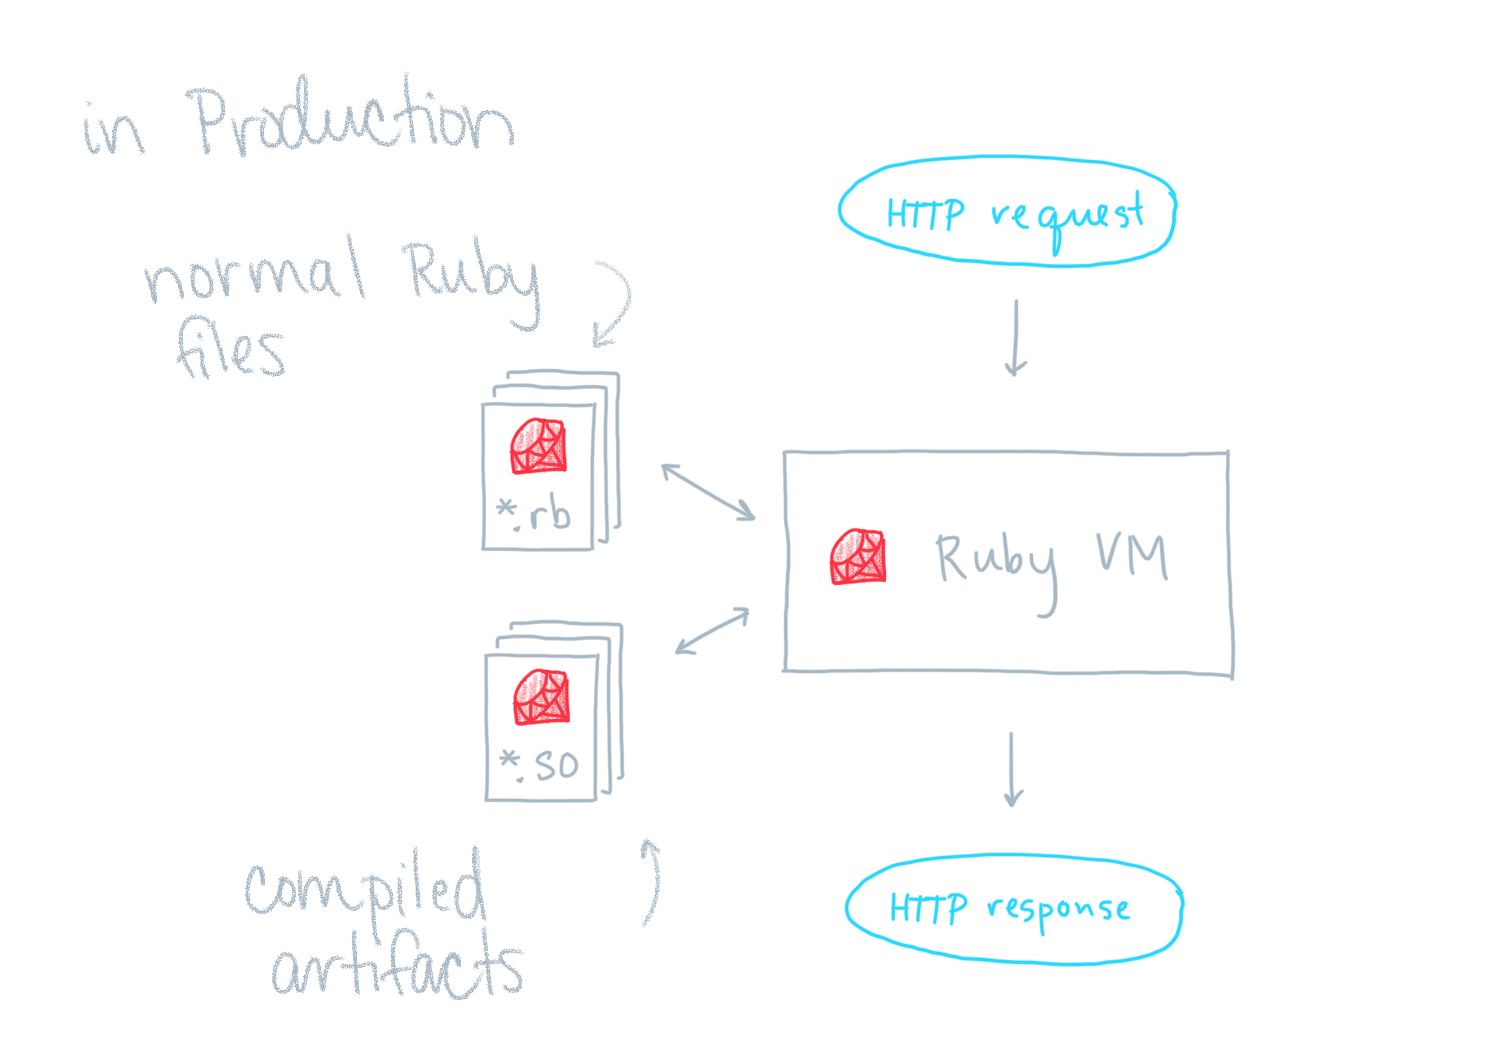 in Production
HTTP request
normal Ruby
files
*.rb
Ruby VM
*.so
compiled
artifacts
HTTP response